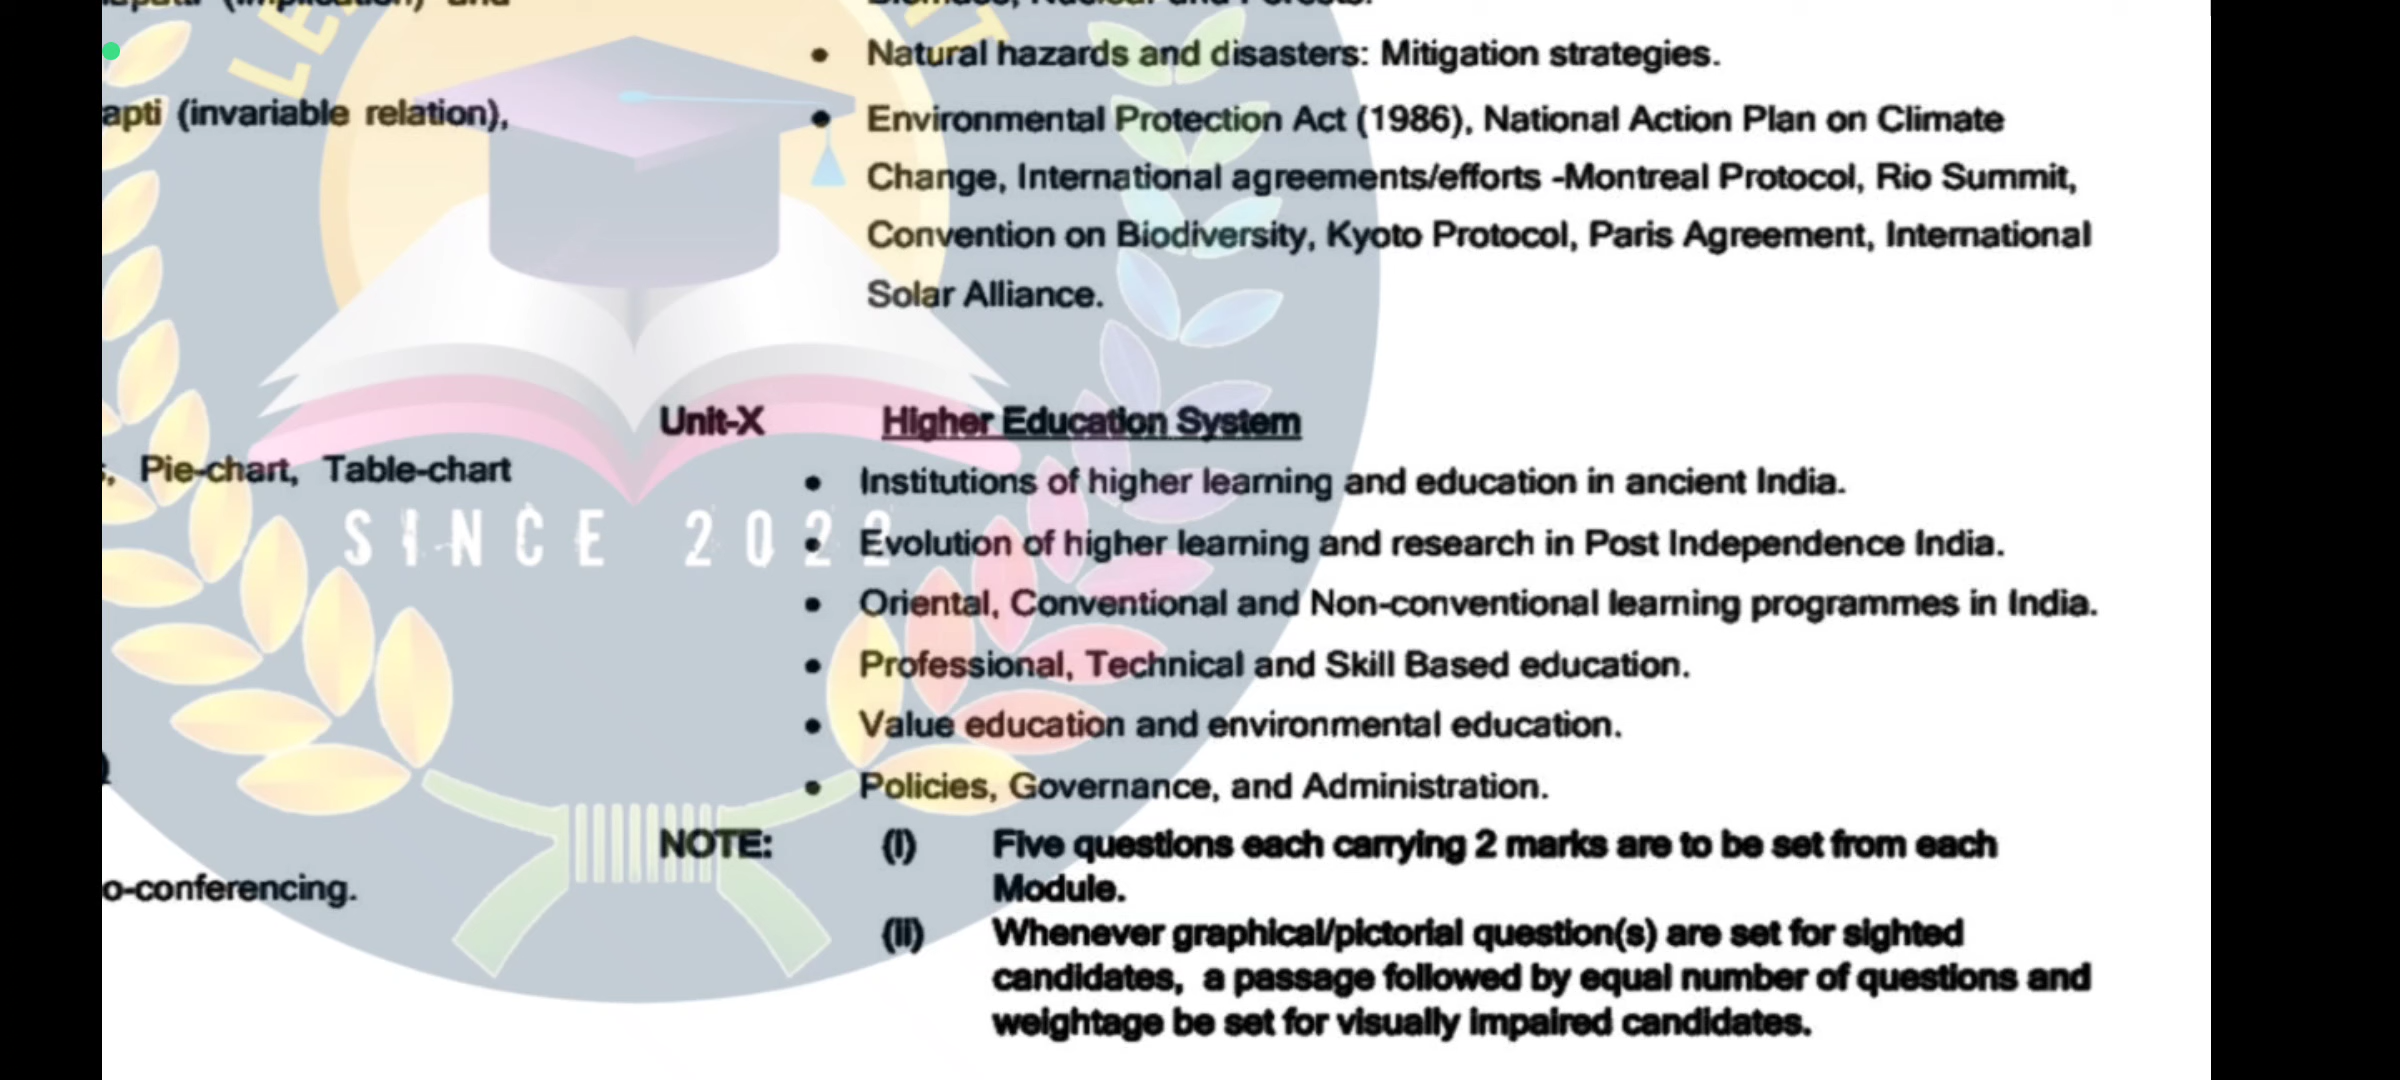 apti (invariable relation),
Pie-chart, Table-chart
o-conferencing.
Natural hazards and disasters: Mitigation strategies.
Environmental Protection Act (1986), National Action Plan on Climate
Change, International agreements/efforts -Montreal Protocol, Rio Summit,
Convention on Biodiversity, Kyoto Protocol, Paris Agreement, International
Solar Alliance.
Unit-X Higher Education System
• Institutions of higher learning and education in ancient India.
• Evolution of higher learning and research in Post Independence India.
• Oriental, Conventional and Non-conventional learning programmes in India.
• Professional, Technical and Skill Based education.
• Value education and environmental education.
• Policies, Governance, and Administration.
NOTE: (i) Five questions each carrying 2 marks are to be set from each
Module.
(ii) Whenever graphical/pictorial question(s) are set for sighted
candidates, a passage followed by equal number of questions and
weightage be set for visually impaired candidates.
SINCE 2022